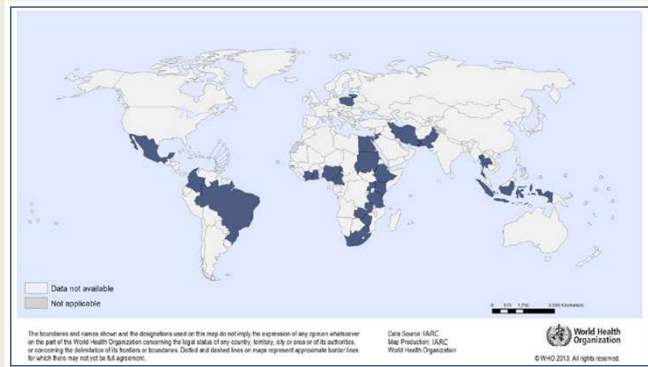 Data not available
Not applicable
The boundaries and names shown and the designations used on this map do not imply the expression of any opinion whatsoever
on the part of the World Health Organization concerning the legal status of any country, territory, city or area or of its authorities,
or concerning the delimitation of its frontiers or boundaries. Dotted and dashed lines on maps represent approximate border lines
for which there may not yet be full agreement.
Data Source: IARC
Map Production: IARC
World Health Organization
World Health
Organization
© WHO 2013. All rights reserved.